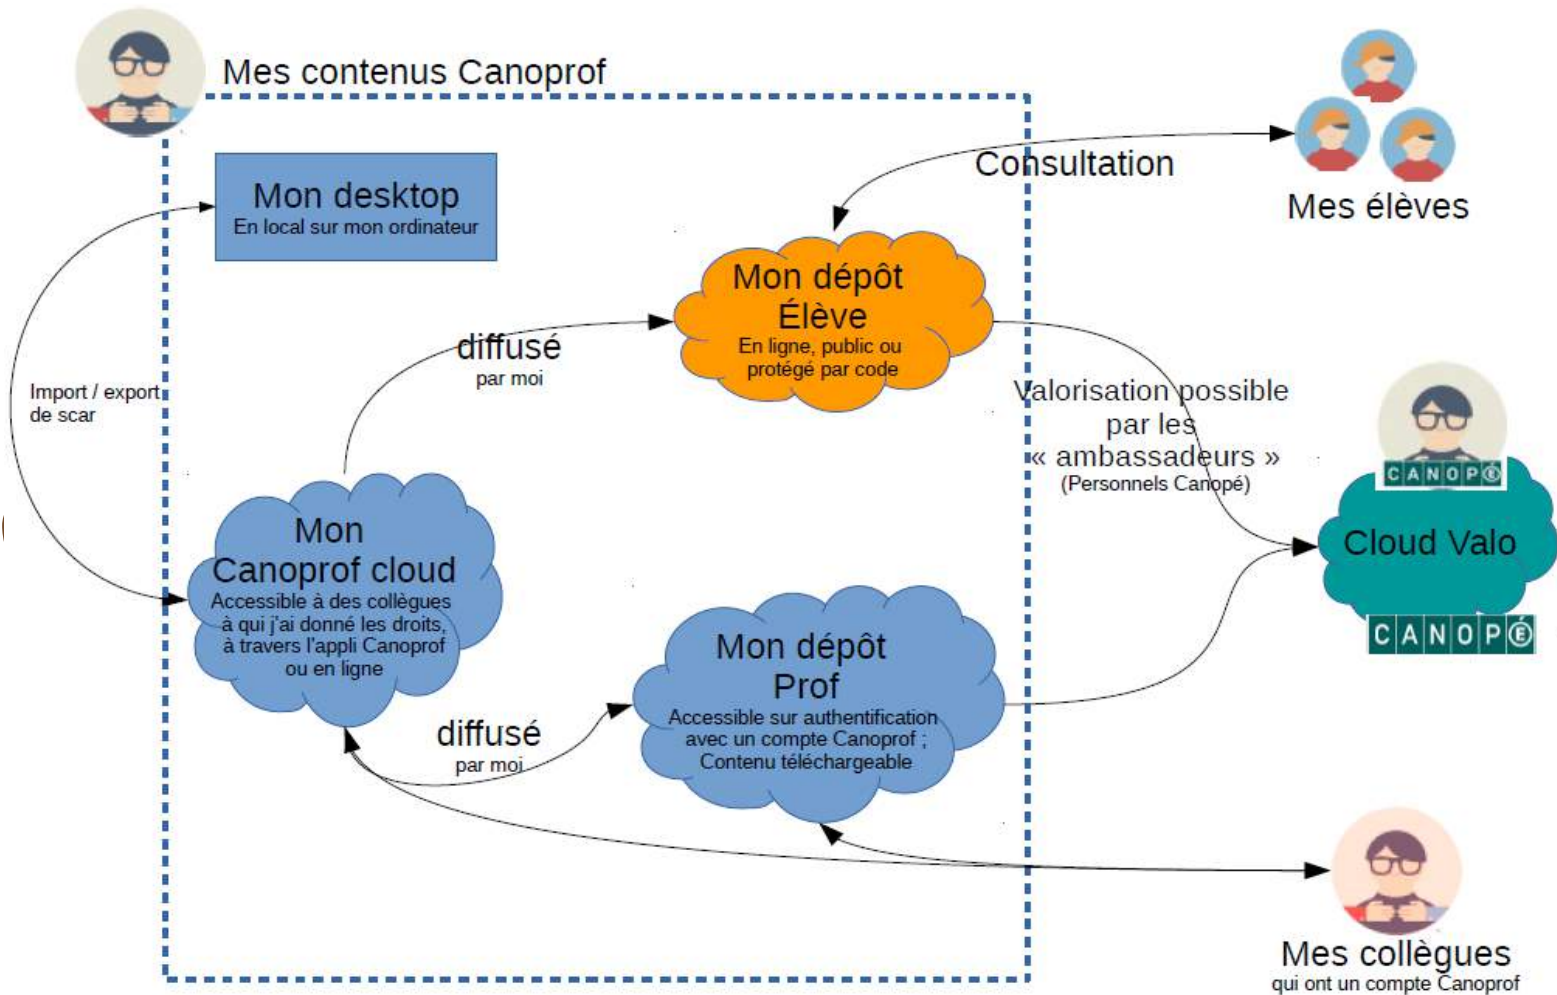 Mes contenus Canoprof
Mon desktop
En local sur mon ordinateur
Consultation
Mes élèves
Mon dépôt
Élève
En ligne, public ou
protégé par code
diffusé
par moi
Import / export
de scar
Valorisation possible
par les
« ambassadeurs »
(Personnels Canopé)
CANOPÉ
Cloud Valo
CANOPÉ
Mon
Canoprof cloud
Accessible à des collègues
à qui j'ai donné les droits,
à travers l'appli Canoprof
ou en ligne
Mon dépôt
Prof
Accessible sur authentification
avec un compte Canoprof ;
Contenu téléchargeable
diffusé
par moi
Mes collègues
qui ont un compte Canoprof